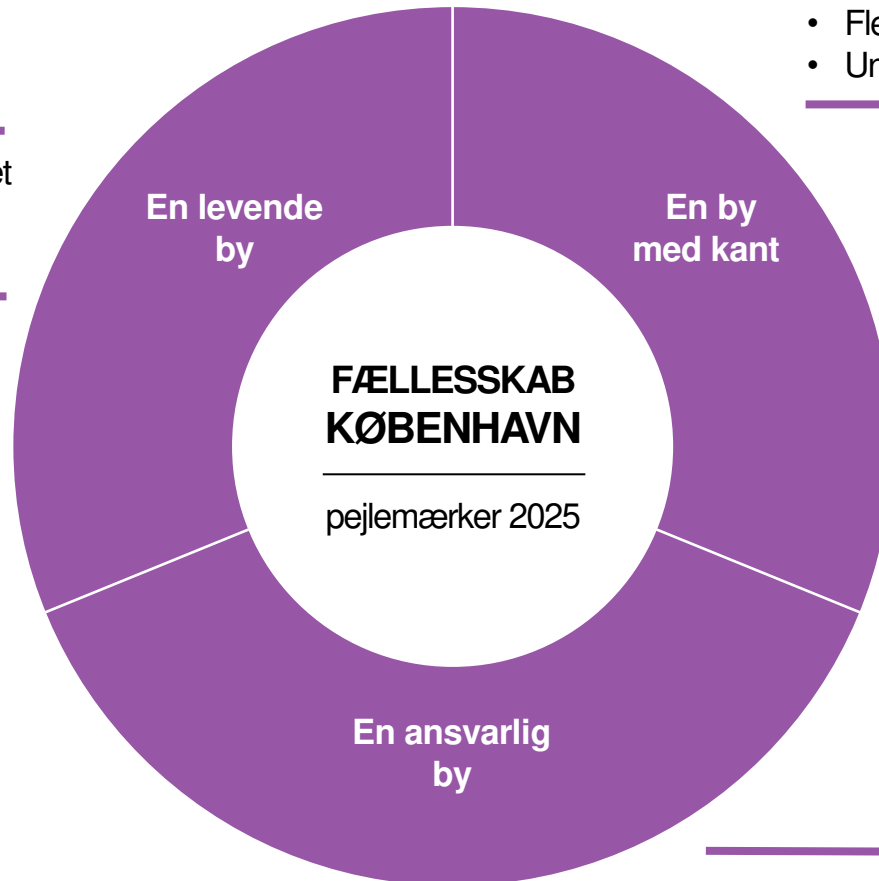 En levende
by
En by
med kant
FÆLLESSKAB
KØBENHAVN
pejlemærker 2025
En ansvarlig
by